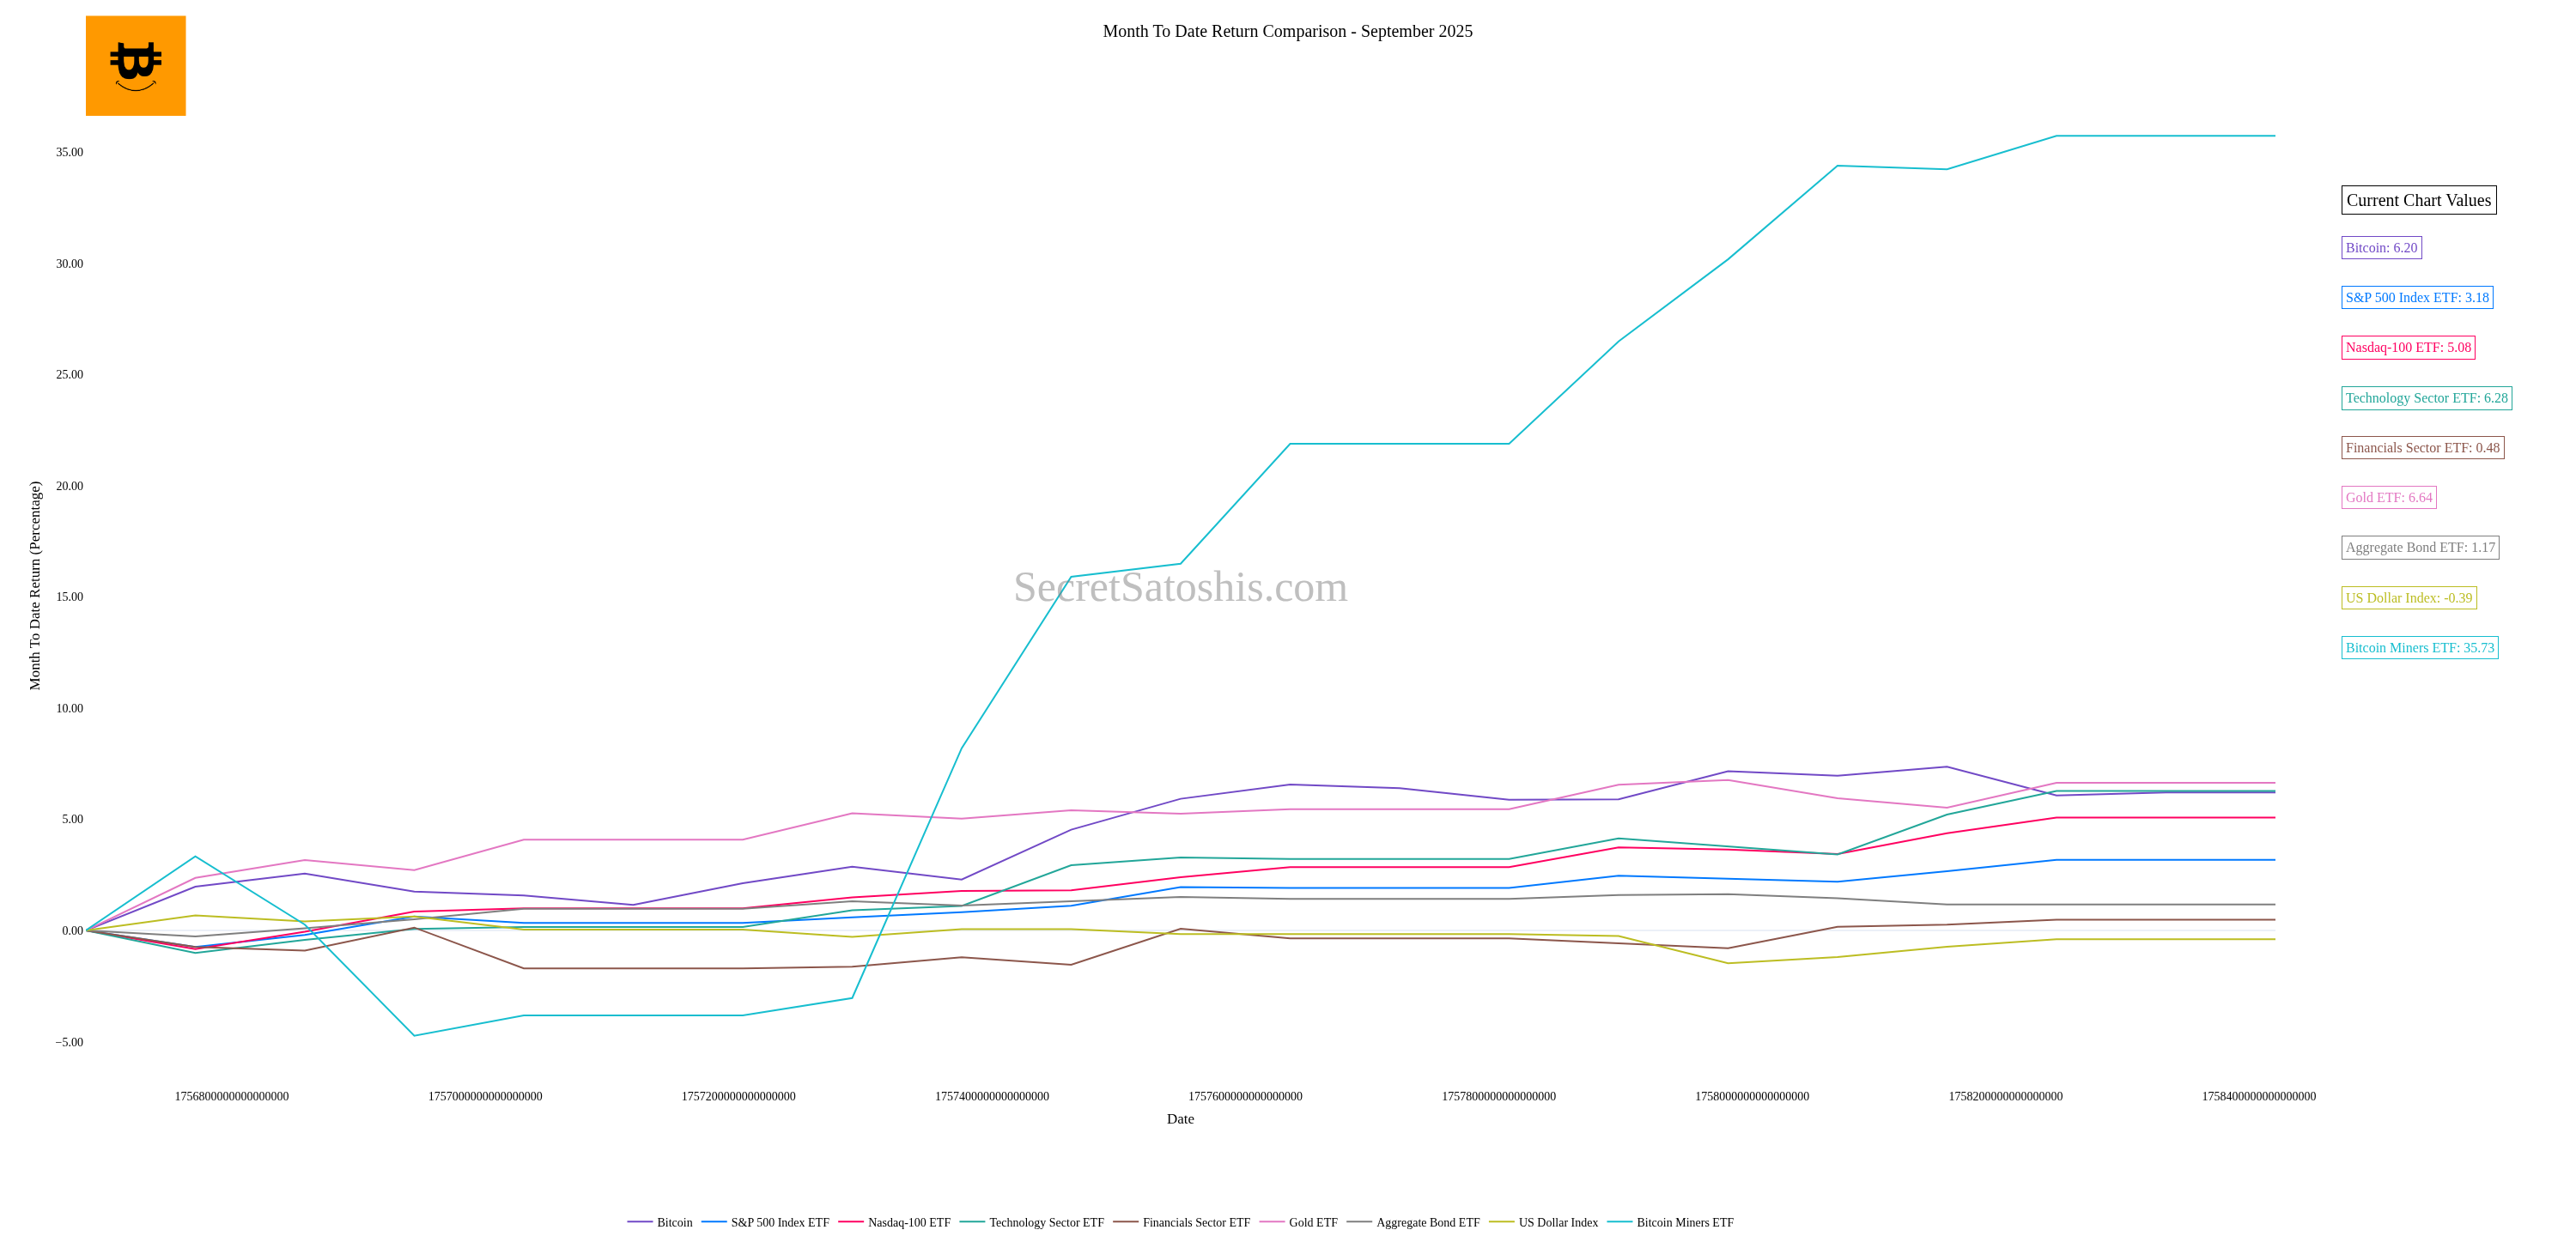 Month To Date Return Comparison - September 2025
35.00
30.00
25.00
20.00
15.00
10.00
5.00
0.00
−5.00
Month To Date Return (Percentage)
SecretSatoshis.com
Current Chart Values
Bitcoin: 6.20
S&P 500 Index ETF: 3.18
Nasdaq-100 ETF: 5.08
Technology Sector ETF: 6.28
Financials Sector ETF: 0.48
Gold ETF: 6.64
Aggregate Bond ETF: 1.17
US Dollar Index: -0.39
Bitcoin Miners ETF: 35.73
1756800000000000000 1757000000000000000 1757200000000000000 1757400000000000000 1757600000000000000 1757800000000000000 1758000000000000000 1758200000000000000 1758400000000000000
Date
Bitcoin S&P 500 Index ETF Nasdaq-100 ETF Technology Sector ETF Financials Sector ETF Gold ETF Aggregate Bond ETF US Dollar Index Bitcoin Miners ETF